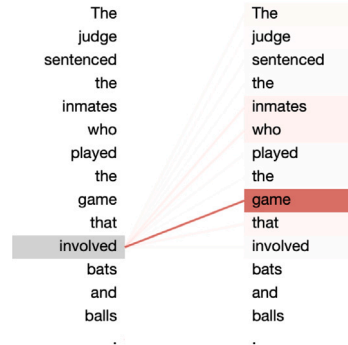 The The
judge judge
sentenced sentenced
the the
inmates inmates
who who
played played
the the
game game
that that
involved involved
bats bats
and and
balls balls
. .